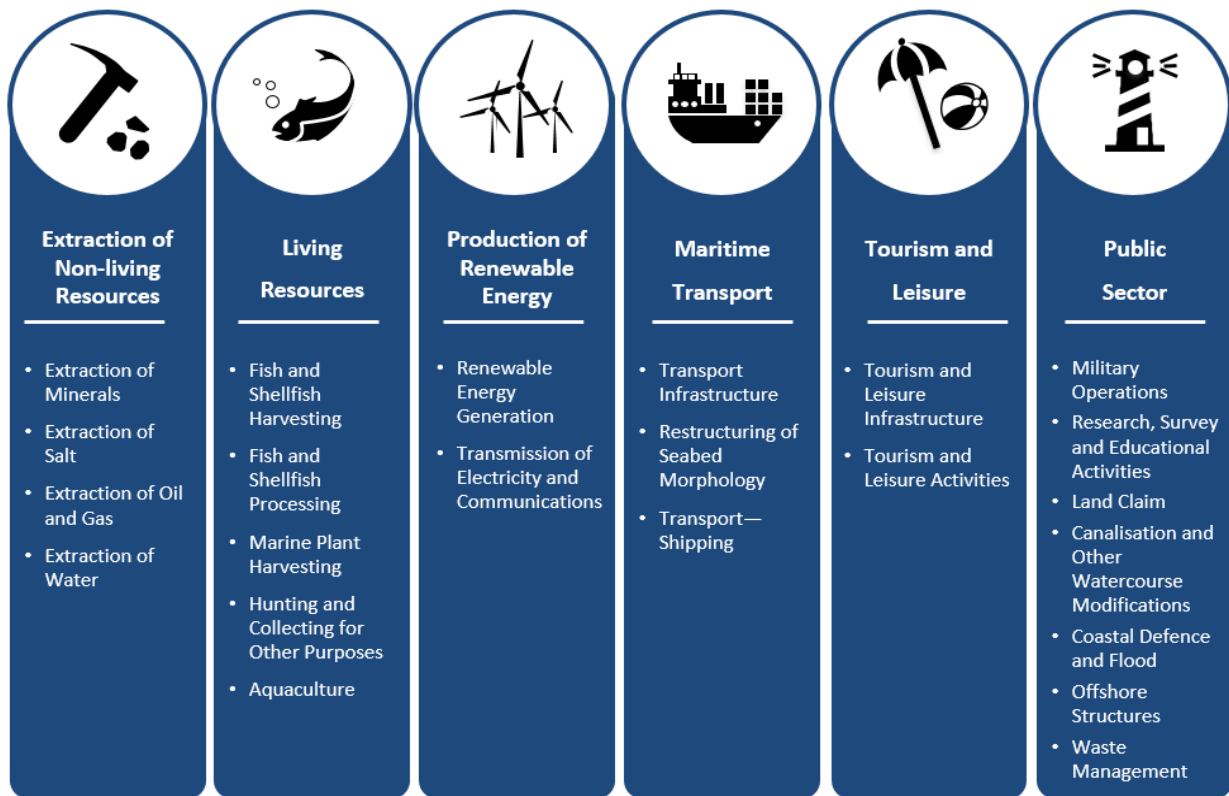 Extraction of
Non-living
Resources
• Extraction of
Minerals
• Extraction of
Salt
• Extraction of Oil
and Gas
• Extraction of
Water
Living
Resources
• Fish and
Shellfish
Harvesting
• Fish and
Shellfish
Processing
• Marine Plant
Harvesting
• Hunting and
Collecting for
Other Purposes
• Aquaculture
Production of
Renewable
Energy
• Renewable
Energy
Generation
• Transmission of
Electricity and
Communications
Maritime
Transport
• Transport
Infrastructure
• Restructuring of
Seabed
Morphology
• Transport—
Shipping
Tourism and
Leisure
• Tourism and
Leisure
Infrastructure
• Tourism and
Leisure Activities
Public
Sector
• Military
Operations
• Research, Survey
and Educational
Activities
• Land Claim
• Canalisation and
Other
Watercourse
Modifications
• Coastal Defence
and Flood
• Offshore
Structures
• Waste
Management